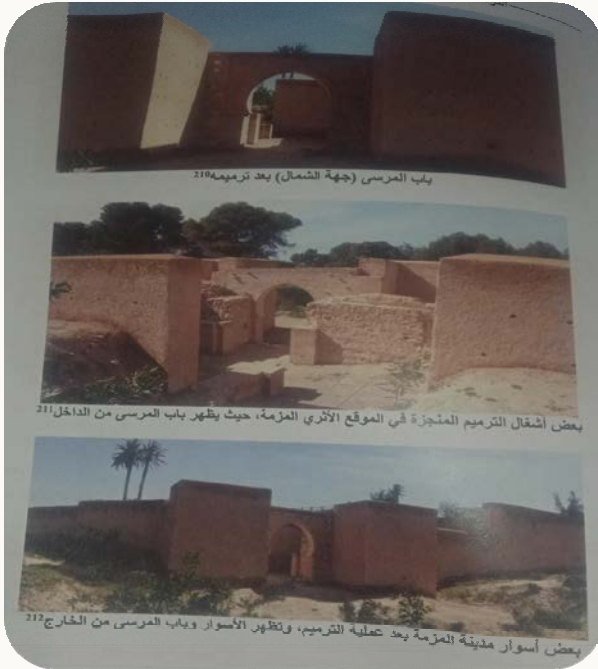 باب المرسى (جهة الشمال) بعد ترميمه210
بعض أشغال الترميم المنجزة في الموقع الأثري المزمة، حيث يظهر باب المرسى من الداخل211
بعض أسوار مدينة المزمة بعد عملية الترميم، وتظهر الأسوار وباب المرسى من الخارج212